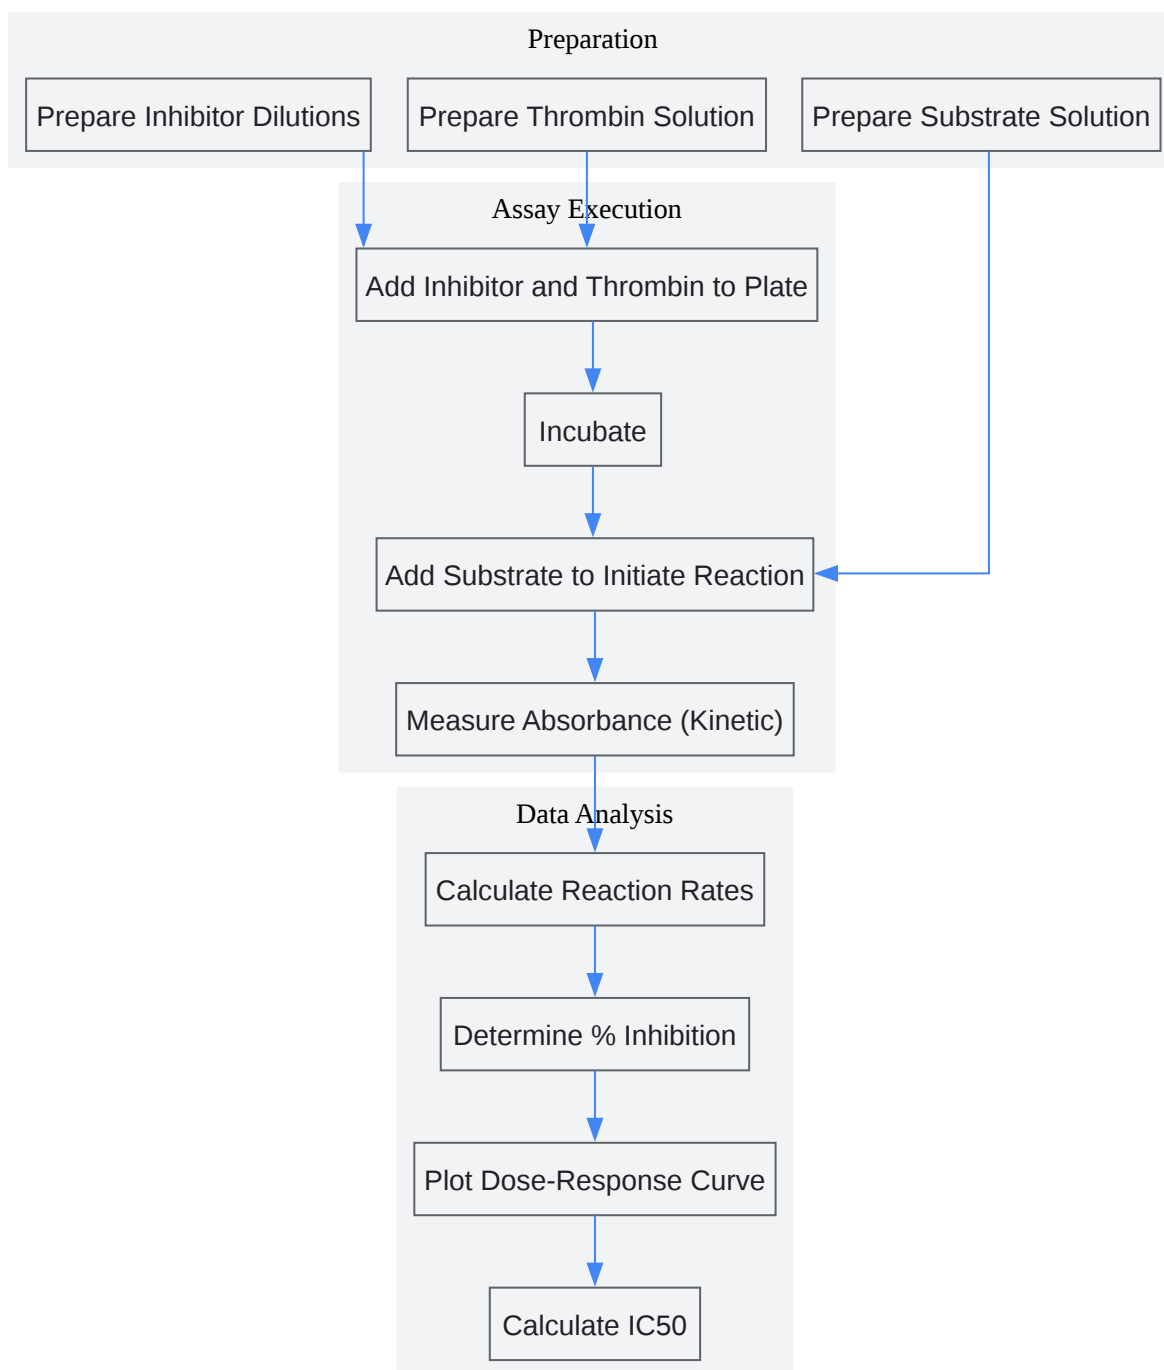 Preparation
Prepare Inhibitor Dilutions
Prepare Thrombin Solution
Prepare Substrate Solution
Assay Execution
Add Inhibitor and Thrombin to Plate
Incubate
Add Substrate to Initiate Reaction
Measure Absorbance (Kinetic)
Data Analysis
Calculate Reaction Rates
Determine % Inhibition
Plot Dose-Response Curve
Calculate IC50